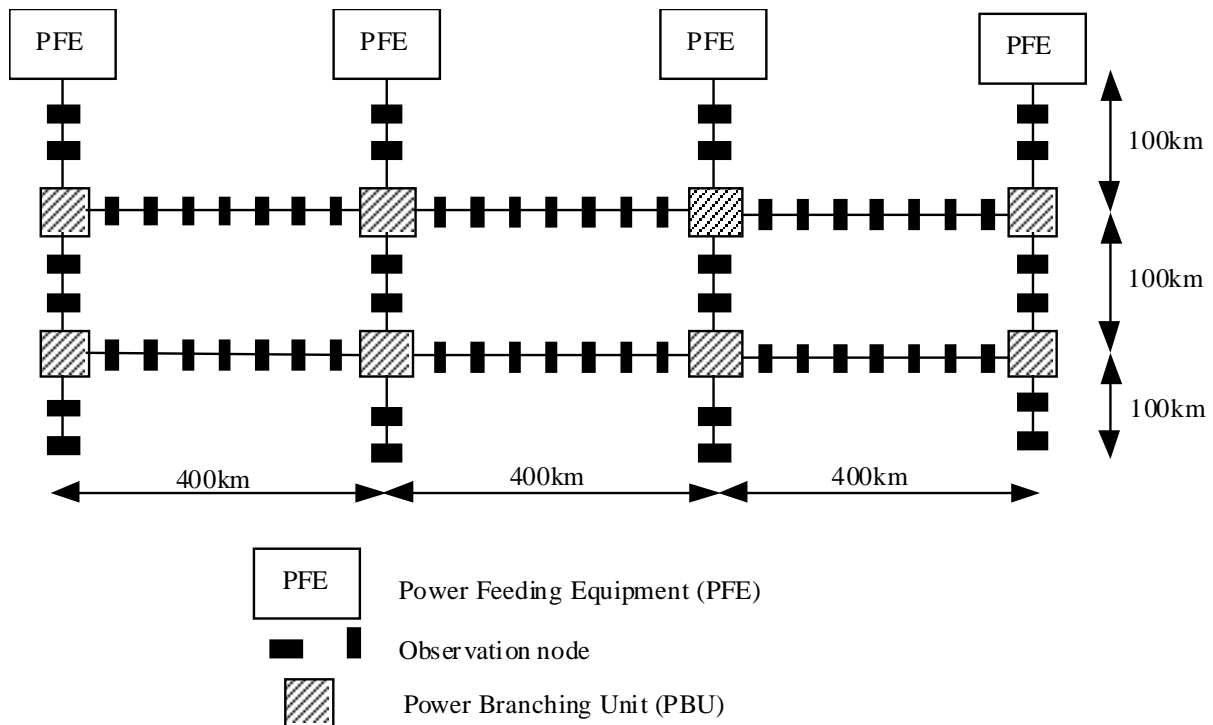 PFE
PFE
PFE
PFE
100km
100km
100km
400km
400km
400km
PFE
Power Feeding Equipment (PFE)
Observation node
Power Branching Unit (PBU)